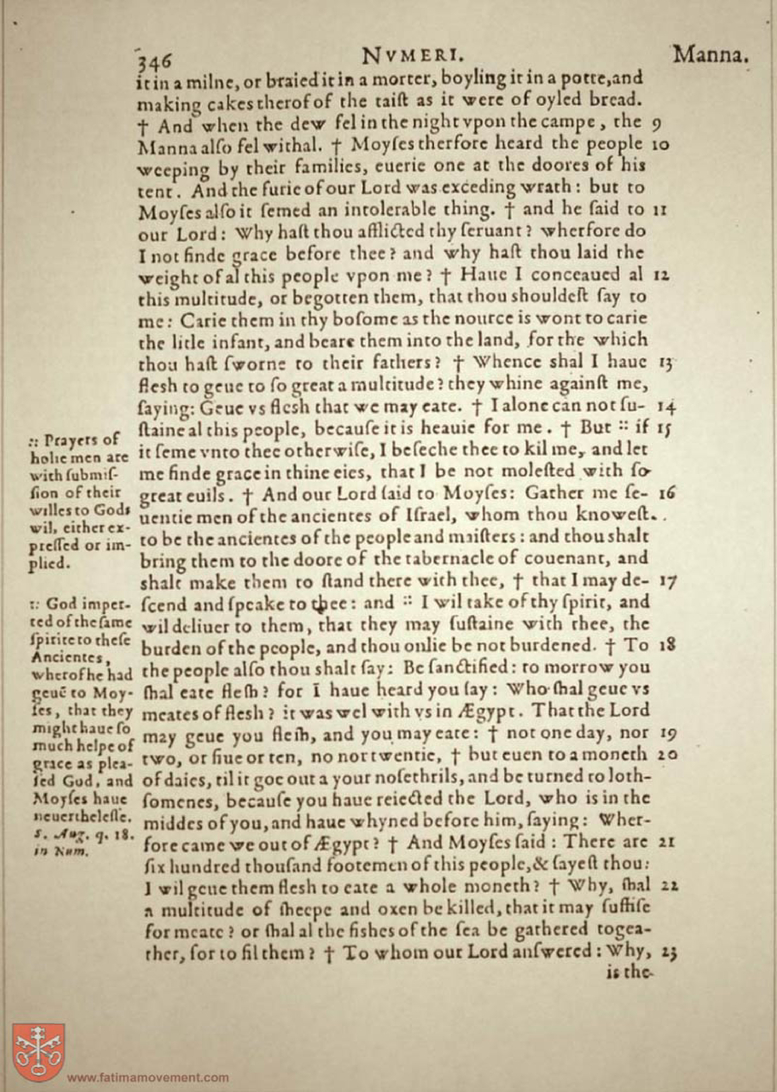 346 NVMERI. Manna.
it in a milne, or braied it in a morter, boyling it in a potte, and
making cakes therof of the taiſt as it were of oyled bread.
† And when the dew fel in the night vpon the campe, the 9
Manna alſo fel withal. † Moyſes therfore heard the people 10
weeping by their families, euerie one at the doores of his
tent. And the furie of our Lord was exceding wrath: but to
Moyſes alſo it ſemed an intolerable thing. † and he ſaid to 11
our Lord: Why haſt thou afflicted thy ſeruant? wherfore do
I not finde grace before thee? and why haſt thou laid the
weight of al this people vpon me? † Haue I conceaued al 12
this multitude, or begotten them, that thou shouldeſt ſay to
me: Carie them in thy boſome as the nource is wont to carie
the litle infant, and beare them into the land, for the which
thou haſt ſworne to their fathers? † Whence shal I haue 13
flesh to geue to ſo great a multitude? they whine againſt me,
ſaying: Geue vs flesh that we may eate. † I alone can not ſu- 14
ſtaine al this people, becauſe it is heauie for me. † But :: if 15
it ſeme vnto thee otherwiſe, I beſeche thee to kil me, and let
me finde grace in thine eies, that I be not moleſted with ſo
great euils. † And our Lord ſaid to Moyſes: Gather me ſe- 16
uentie men of the ancientes of Iſrael, whom thou knoweſt.
to be the ancientes of the people and maiſters: and thou shalt
bring them to the doore of the tabernacle of couenant, and
shalt make them to ſtand there with thee, † that I may de- 17
ſcend and ſpeake to thee: and :: I wil take of thy ſpirit, and
wil deliuer to them, that they may ſuſtaine with thee, the
burden of the people, and thou onlie be not burdened. † To 18
the people alſo thou shalt ſay: Be ſanctified: to morrow you
shal eate flesh? for I haue heard you ſay: Who shal geue vs
meates of flesh? it was wel with vs in Ægypt. That the Lord
may geue you flesh, and you may eate: † not one day, nor 19
two, or fiue or ten, no nor twentie, † but euen to a moneth 20
of daies, til it goe out a your noſethrils, and be turned to loth-
ſomenes, becauſe you haue reiected the Lord, who is in the
middes of you, and haue whyned before him, ſaying: Wher-
fore came we out of Ægypt? † And Moyſes ſaid: There are 21
ſix hundred thouſand footemen of this people, & ſayeſt thou:
I wil geue them flesh to eate a whole moneth? † Why, shal 22
a multitude of sheepe and oxen be killed, that it may ſuffiſe
for meate? or shal al the fishes of the ſea be gathered togea-
ther, for to fil them? † To whom our Lord anſwered: Why, 23
is the
:: Prayers of
holie men are
with ſubmiſ-
ſion of their
willes to Gods
wil, either ex-
preſſed or im-
plied.
:: God imper-
ted of the ſame
ſpirite to theſe
Ancientes,
wherof he had
geuē to Moy-
ſes, that they
might haue ſo
much helpe of
grace as plea-
ſed God, and
Moyſes haue
neuertheleſſe.
S. Aug. q. 18.
in Num.
www.fatimamovement.com